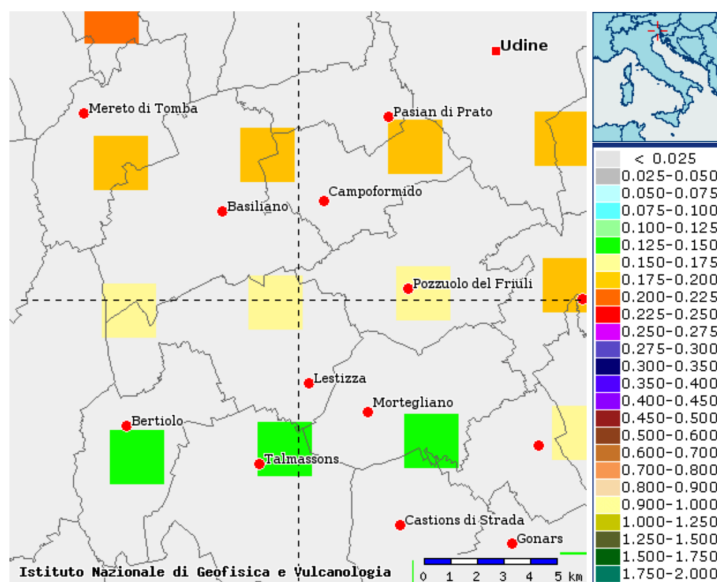 Udine
Mereto di Tomba
Pasian di Prato
Campoformido
Basiliano
Pozzuolo del Friuli
Lestizza
Mortegliano
Bertiolo
Talmassons
Castions di Strada
Gonars
Istituto Nazionale di Geofisica e Vulcanologia
0 1 2 3 4 5 km
< 0.025
0.025-0.050
0.050-0.075
0.075-0.100
0.100-0.125
0.125-0.150
0.150-0.175
0.175-0.200
0.200-0.225
0.225-0.250
0.250-0.275
0.275-0.300
0.300-0.350
0.350-0.400
0.400-0.450
0.450-0.500
0.500-0.600
0.600-0.700
0.700-0.800
0.800-0.900
0.900-1.000
1.000-1.250
1.250-1.500
1.500-1.750
1.750-2.000